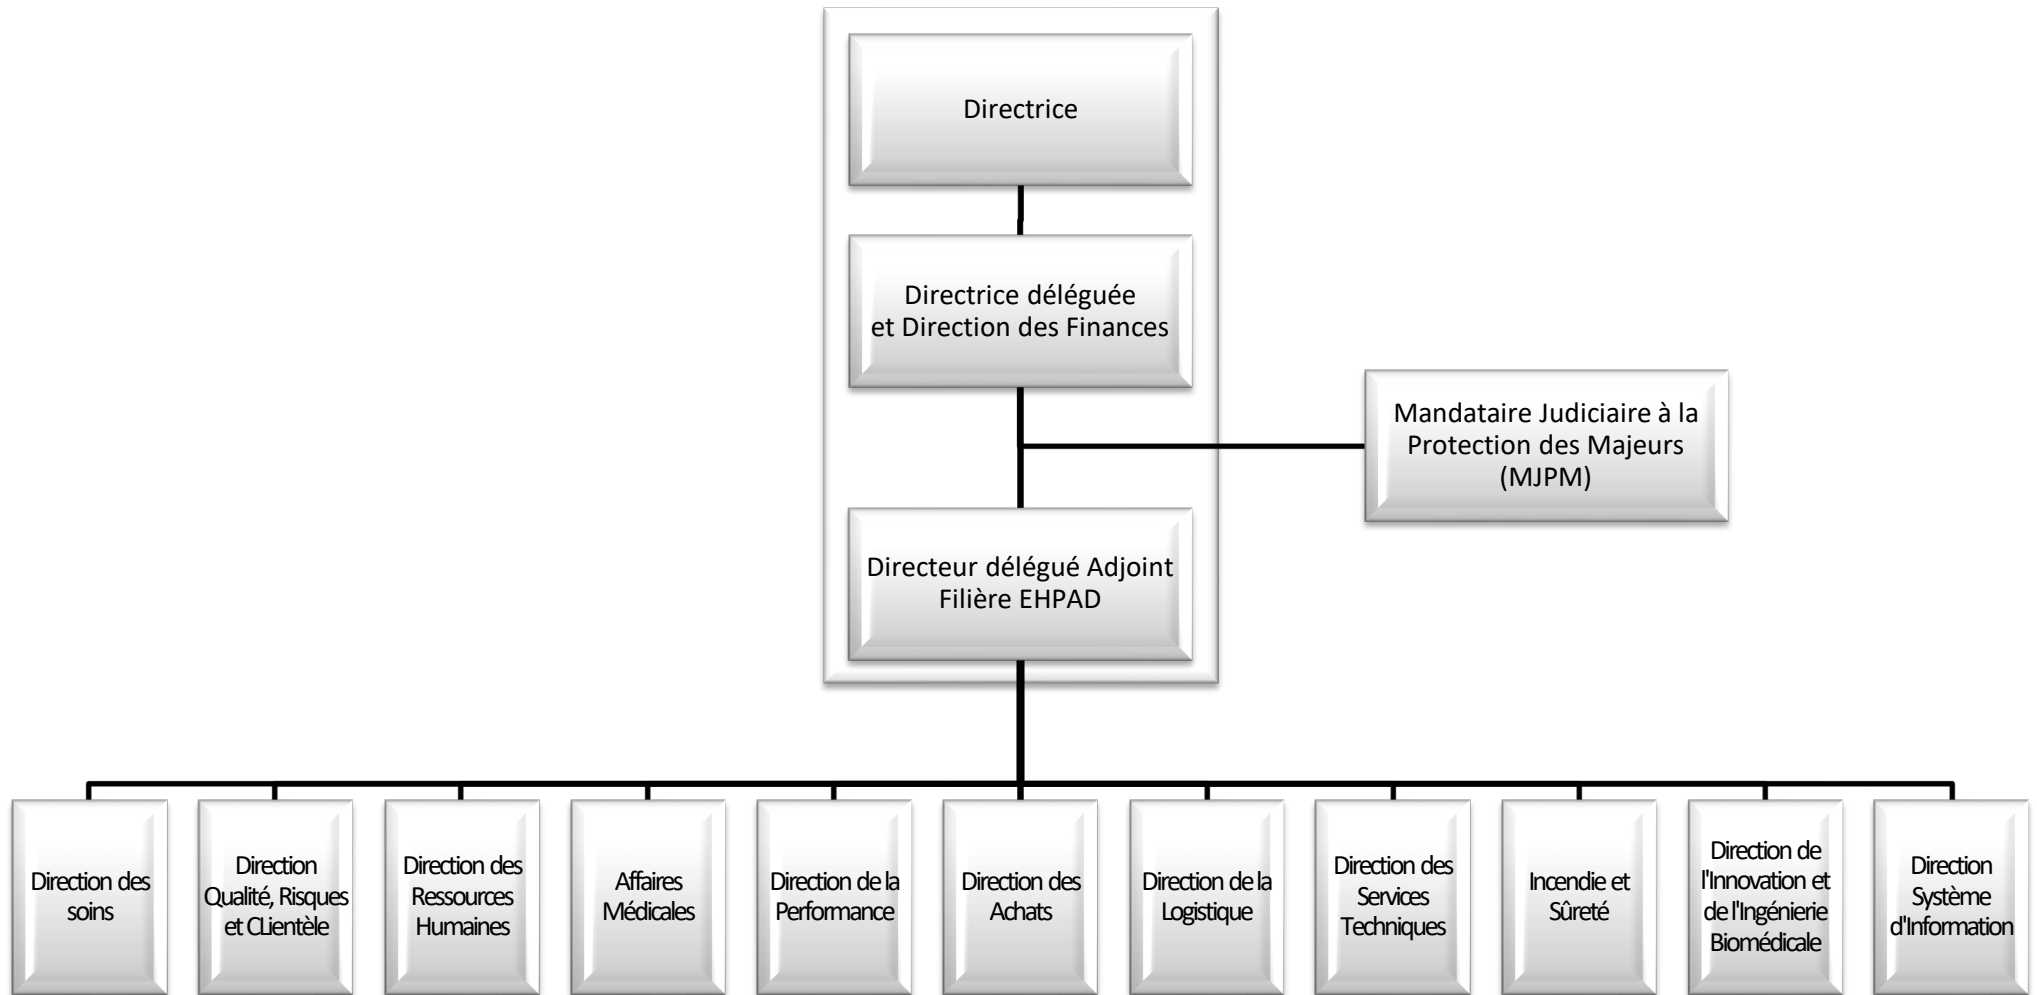 Directrice
Directrice déléguée
et Direction des Finances
Mandataire Judiciaire à la
Protection des Majeurs
(MJPM)
Directeur délégué Adjoint
Filière EHPAD
Direction des
soins
Direction
Qualité, Risques
et CLientèle
Direction des
Ressources
Humaines
Affaires
Médicales
Direction de la
Performance
Direction des
Achats
Direction de la
Logistique
Direction des
Services
Techniques
Incendie et
Sûreté
Direction de
l'Innovation et
de l'Ingénierie
Biomédicale
Direction
Système
d'Information